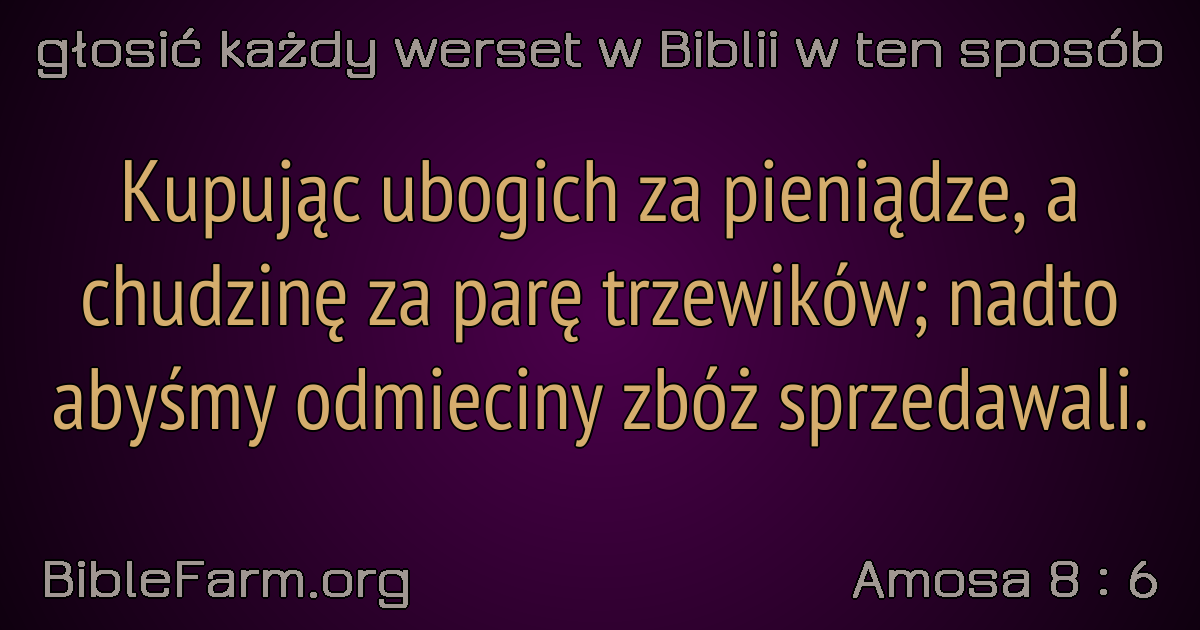 głosić każdy werset w Biblii w ten sposób
Kupując ubogich za pieniądze, a
chudzinę za parę trzewików; nadto
abyśmy odmieciny zbóż sprzedawali.
BibleFarm.org
Amosa 8 : 6